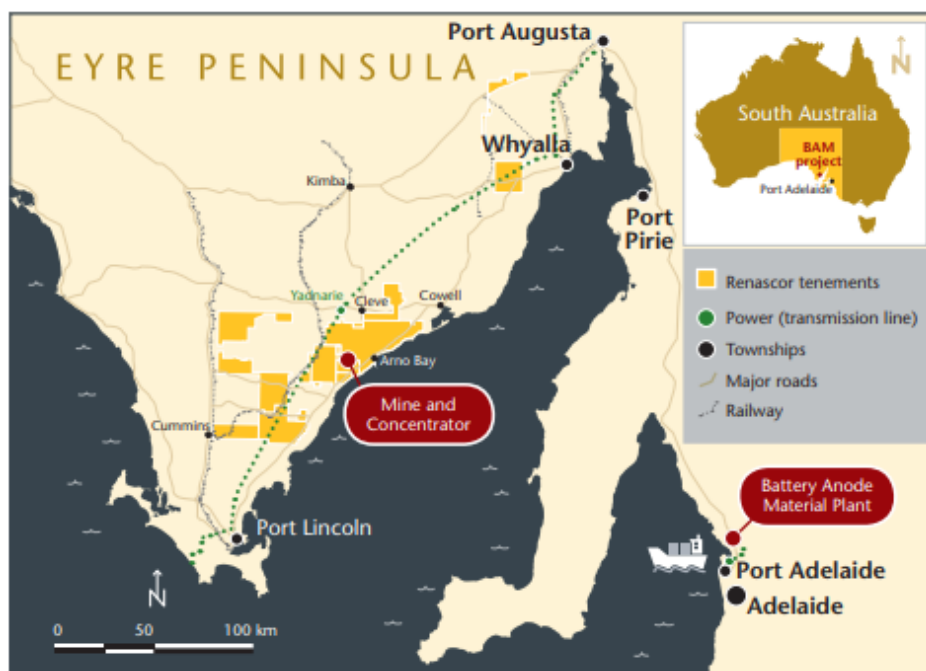 EYRE PENINSULA
Port Augusta
Whyalla
Kimba
Port
Pirie
Yadnarie
Cleve
Cowell
Arno Bay
Mine and
Concentrator
Cummins
Port Lincoln
N
0 50 100 km
Battery Anode
Material Plant
Port Adelaide
Adelaide
N
South Australia
BAM
project
Port Adelaide
Renascor tenements
Power (transmission line)
Townships
Major roads
Railway